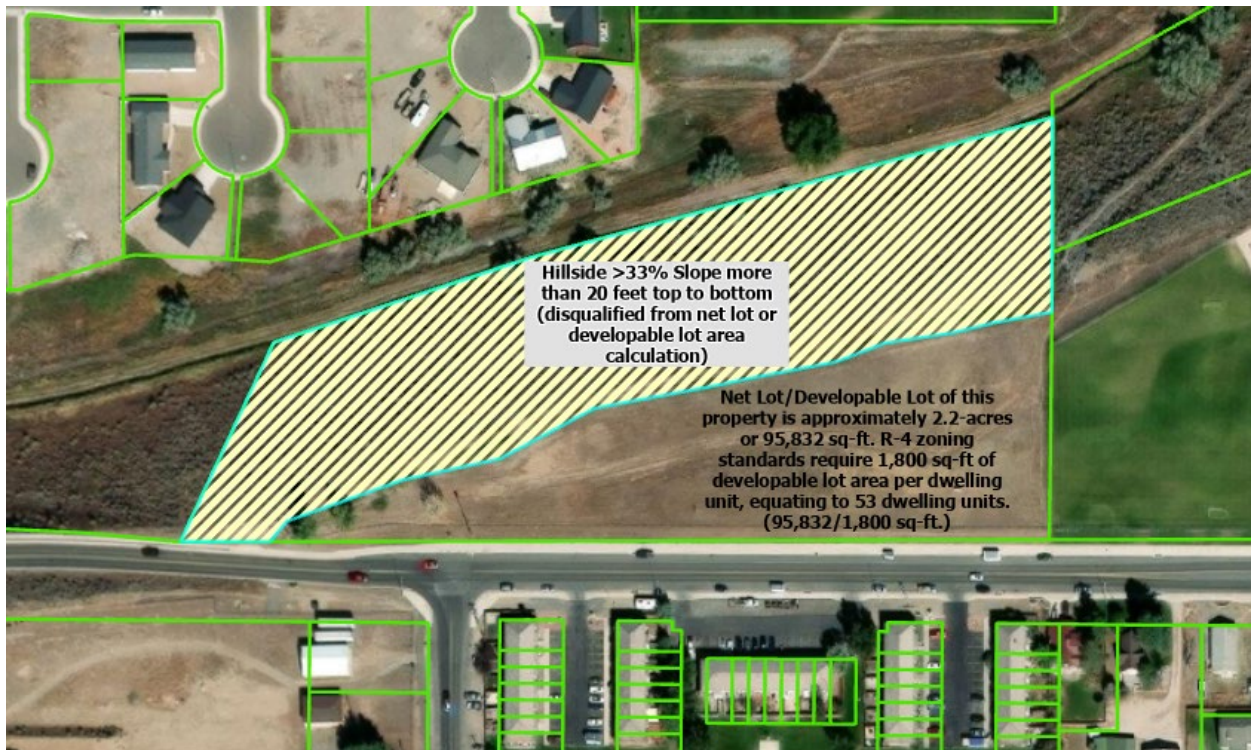 Hillside >33% Slope more
than 20 feet top to bottom
(disqualified from net lot or
developable lot area
calculation)
Net Lot/Developable Lot of this
property is approximately 2.2-acres
or 95,832 sq-ft. R-4 zoning
standards require 1,800 sq-ft of
developable lot area per dwelling
unit, equating to 53 dwelling units.
(95,832/1,800 sq-ft.)